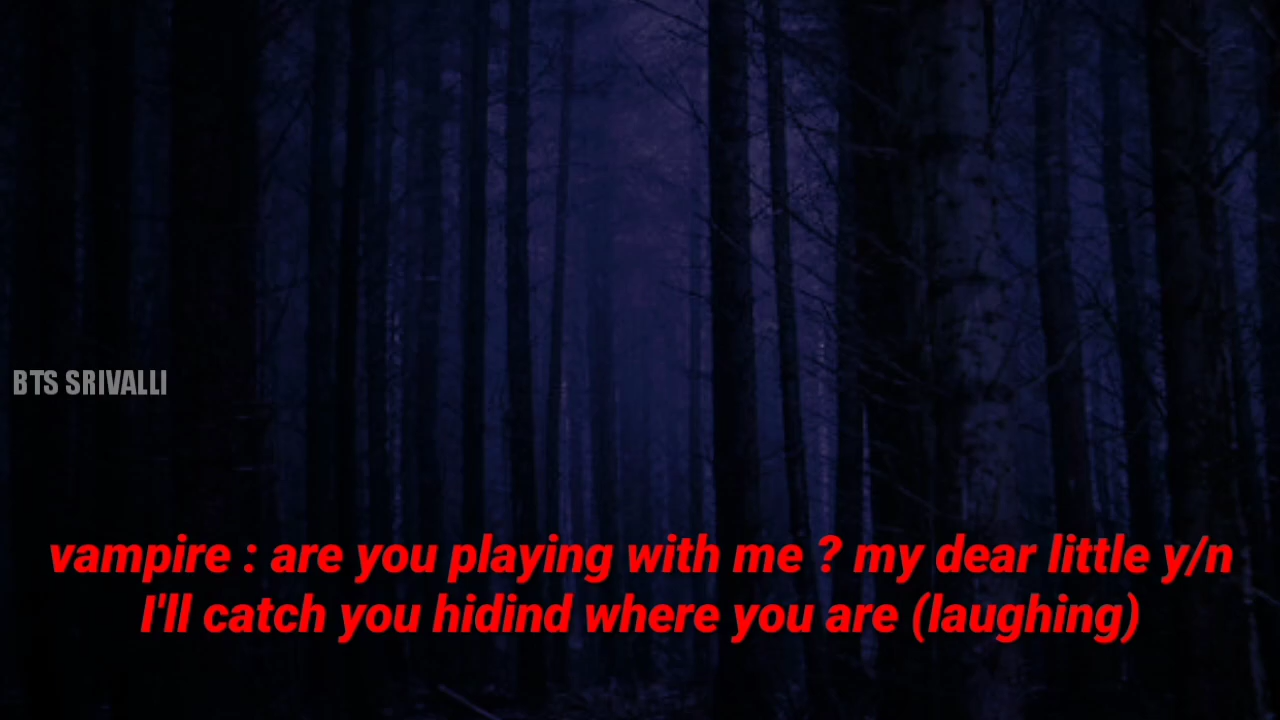 BTS SRIVALLI
vampire : are you playing with me ? my dear little y/n
I'll catch you hidind where you are (laughing)